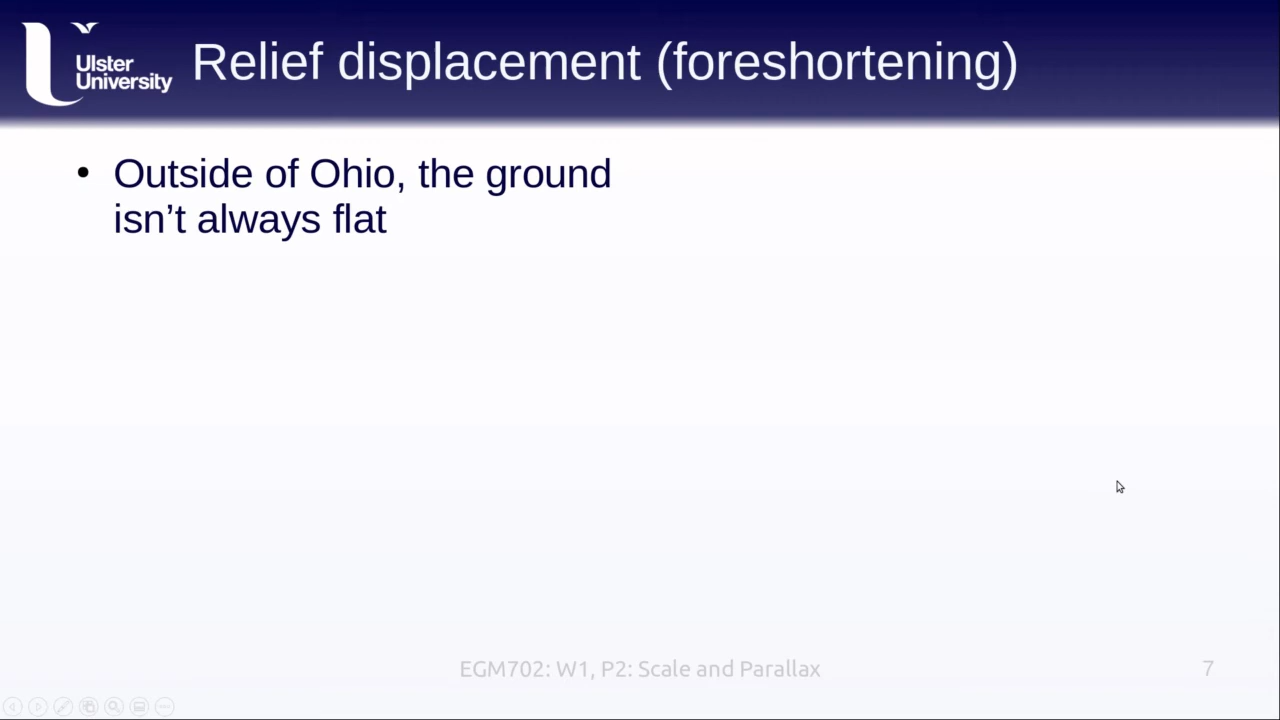 Ulster
University
Relief displacement (foreshortening)
• Outside of Ohio, the ground
isn’t always flat
EGM702: W1, P2: Scale and Parallax
7